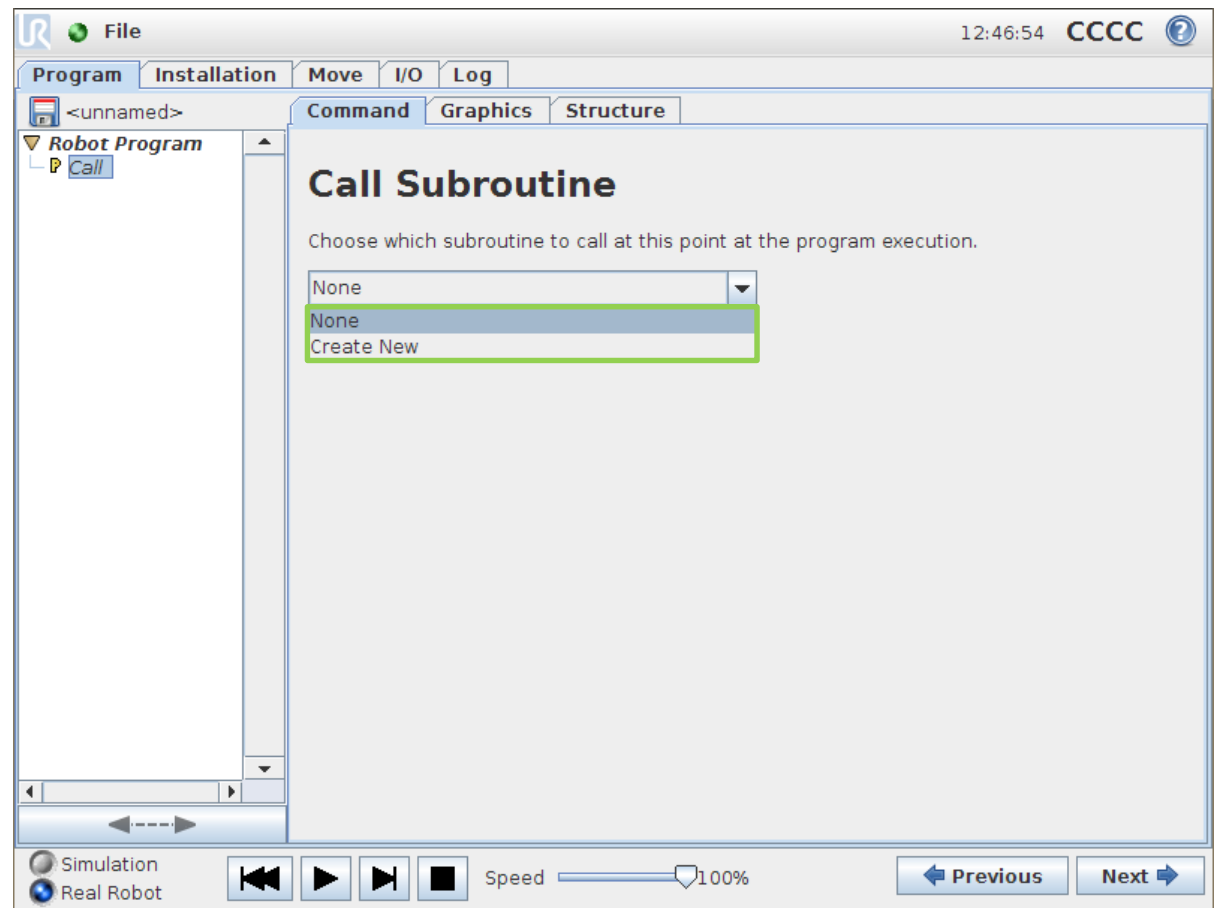 File 12:46:54 CCCC ?
Program Installation Move I/O Log
<unnamed> Command Graphics Structure
Robot Program
P Call
Call Subroutine
Choose which subroutine to call at this point at the program execution.
None
None
Create New
Simulation
Real Robot
Speed 100%
Previous Next